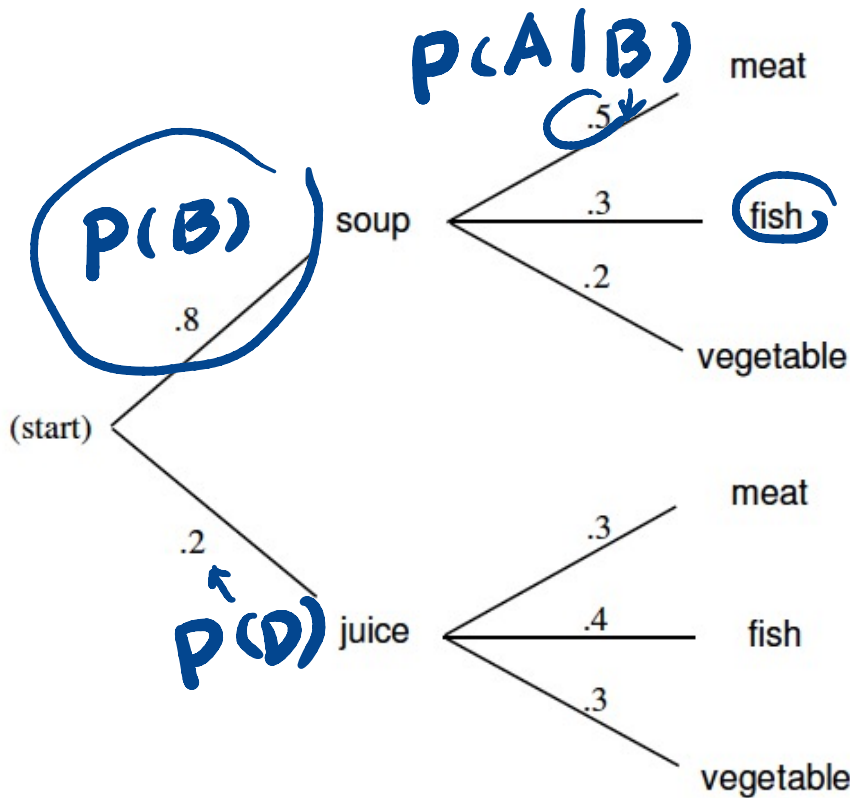 P(A|B) meat
.5
P(B) soup .3 fish
.2
.8
vegetable
(start)
meat
.3
.2
P(D) juice .4 fish
.3
vegetable